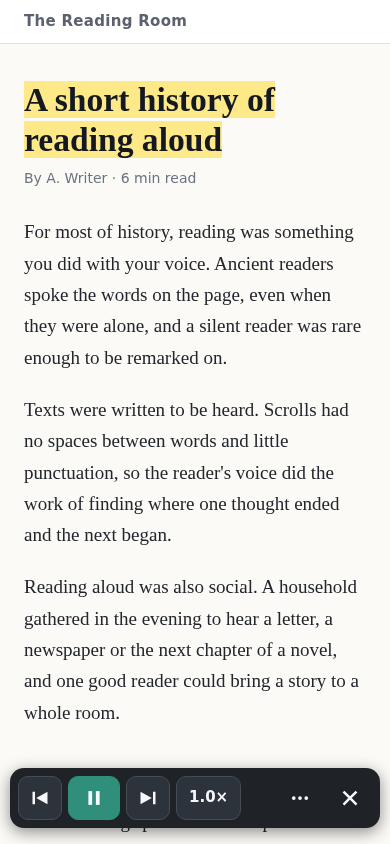 The Reading Room
A short history of
reading aloud
By A. Writer · 6 min read
For most of history, reading was something
you did with your voice. Ancient readers
spoke the words on the page, even when
they were alone, and a silent reader was rare
enough to be remarked on.
Texts were written to be heard. Scrolls had
no spaces between words and little
punctuation, so the reader's voice did the
work of finding where one thought ended
and the next began.
Reading aloud was also social. A household
gathered in the evening to hear a letter, a
newspaper or the next chapter of a novel,
and one good reader could bring a story to a
whole room.
1.0×